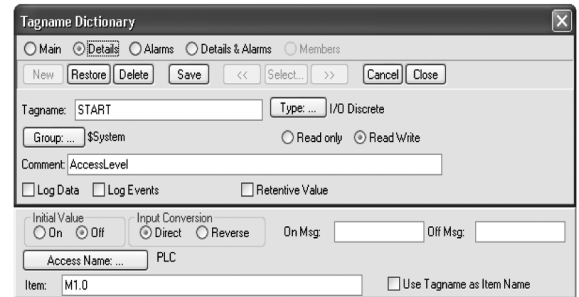 Tagname Dictionary
Main Details Alarms Details & Alarms Members
New Restore Delete Save << Select... >> Cancel Close
Tagname: START Type: ... I/O Discrete
Group: ... $System Read only Read Write
Comment: AccessLevel
Log Data Log Events Retentive Value
Initial Value Input Conversion
On Off Direct Reverse On Msg: Off Msg:
Access Name: ... PLC
Item: M1.0 Use Tagname as Item Name